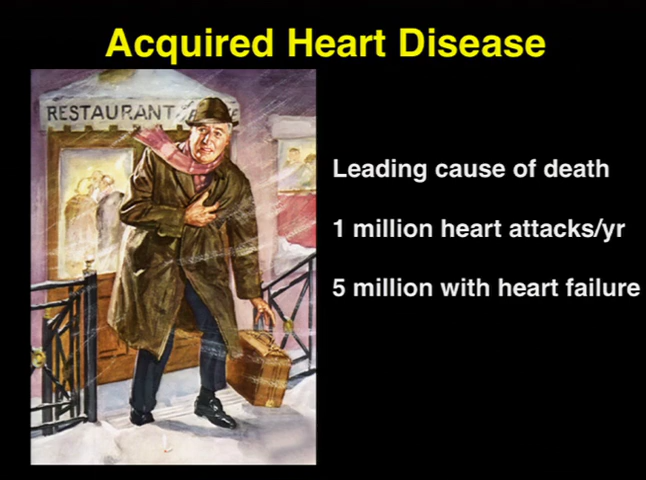 Acquired Heart Disease
RESTAURANT
Leading cause of death
1 million heart attacks/yr
5 million with heart failure